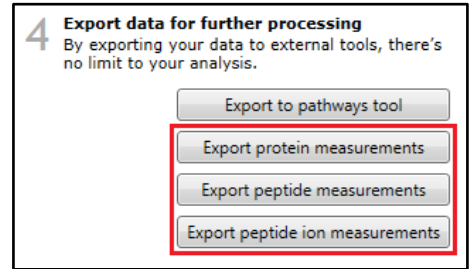 4 Export data for further processing
By exporting your data to external tools, there's
no limit to your analysis.
Export to pathways tool
Export protein measurements
Export peptide measurements
Export peptide ion measurements